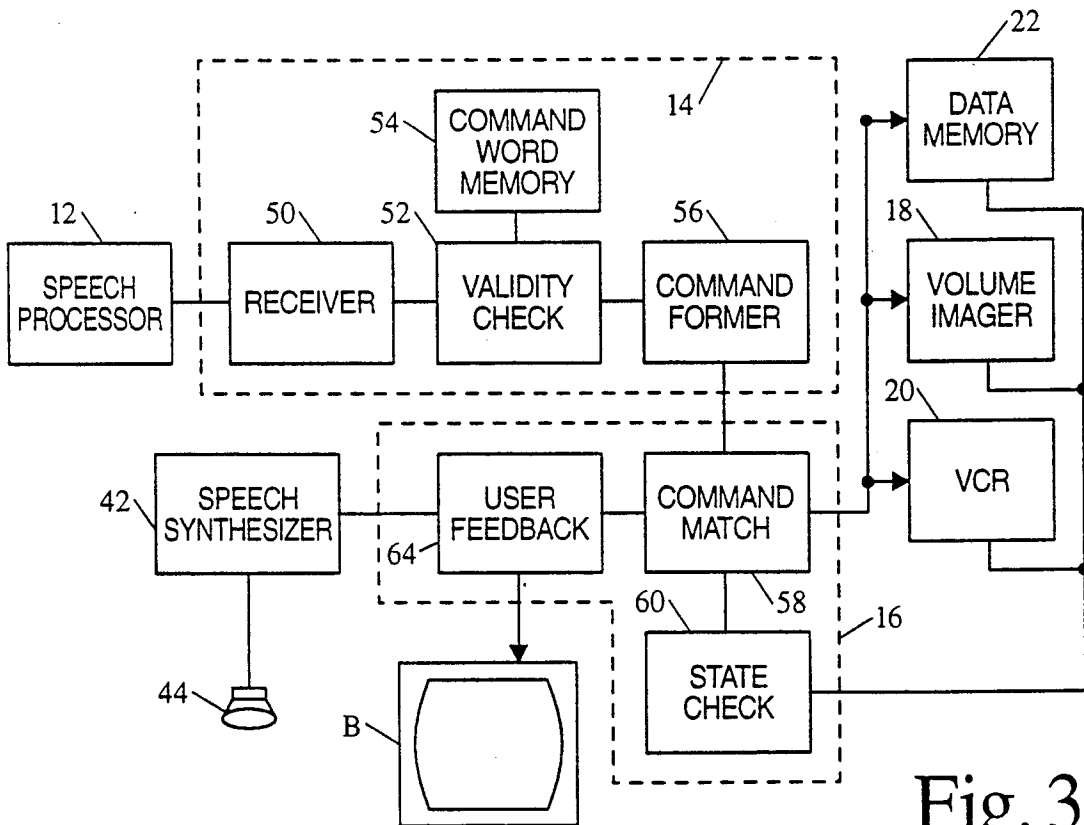 22
14
DATA
MEMORY
54
COMMAND
WORD
MEMORY
12
50
52
56
18
SPEECH
PROCESSOR
RECEIVER
VALIDITY
CHECK
COMMAND
FORMER
VOLUME
IMAGER
20
VCR
42
SPEECH
SYNTHESIZER
USER
FEEDBACK
64
COMMAND
MATCH
58
60
16
STATE
CHECK
44
B
Fig. 3